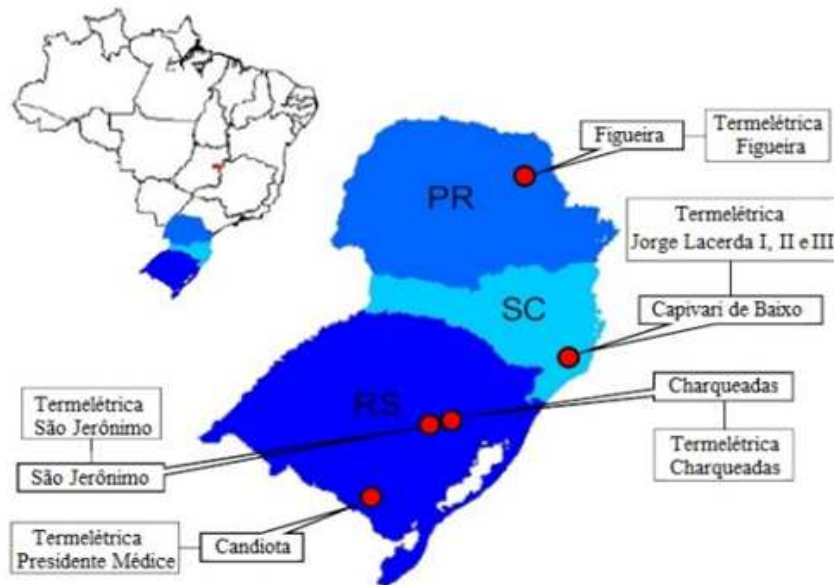 Figueira
Termelétrica
Figueira
PR
Termelétrica
Jorge Lacerda I, II e III
SC
Capivari de Baixo
Charqueadas
RS
Termelétrica
São Jerônimo
Termelétrica
Charqueadas
São Jerônimo
Termelétrica
Presidente Médice
Candiota